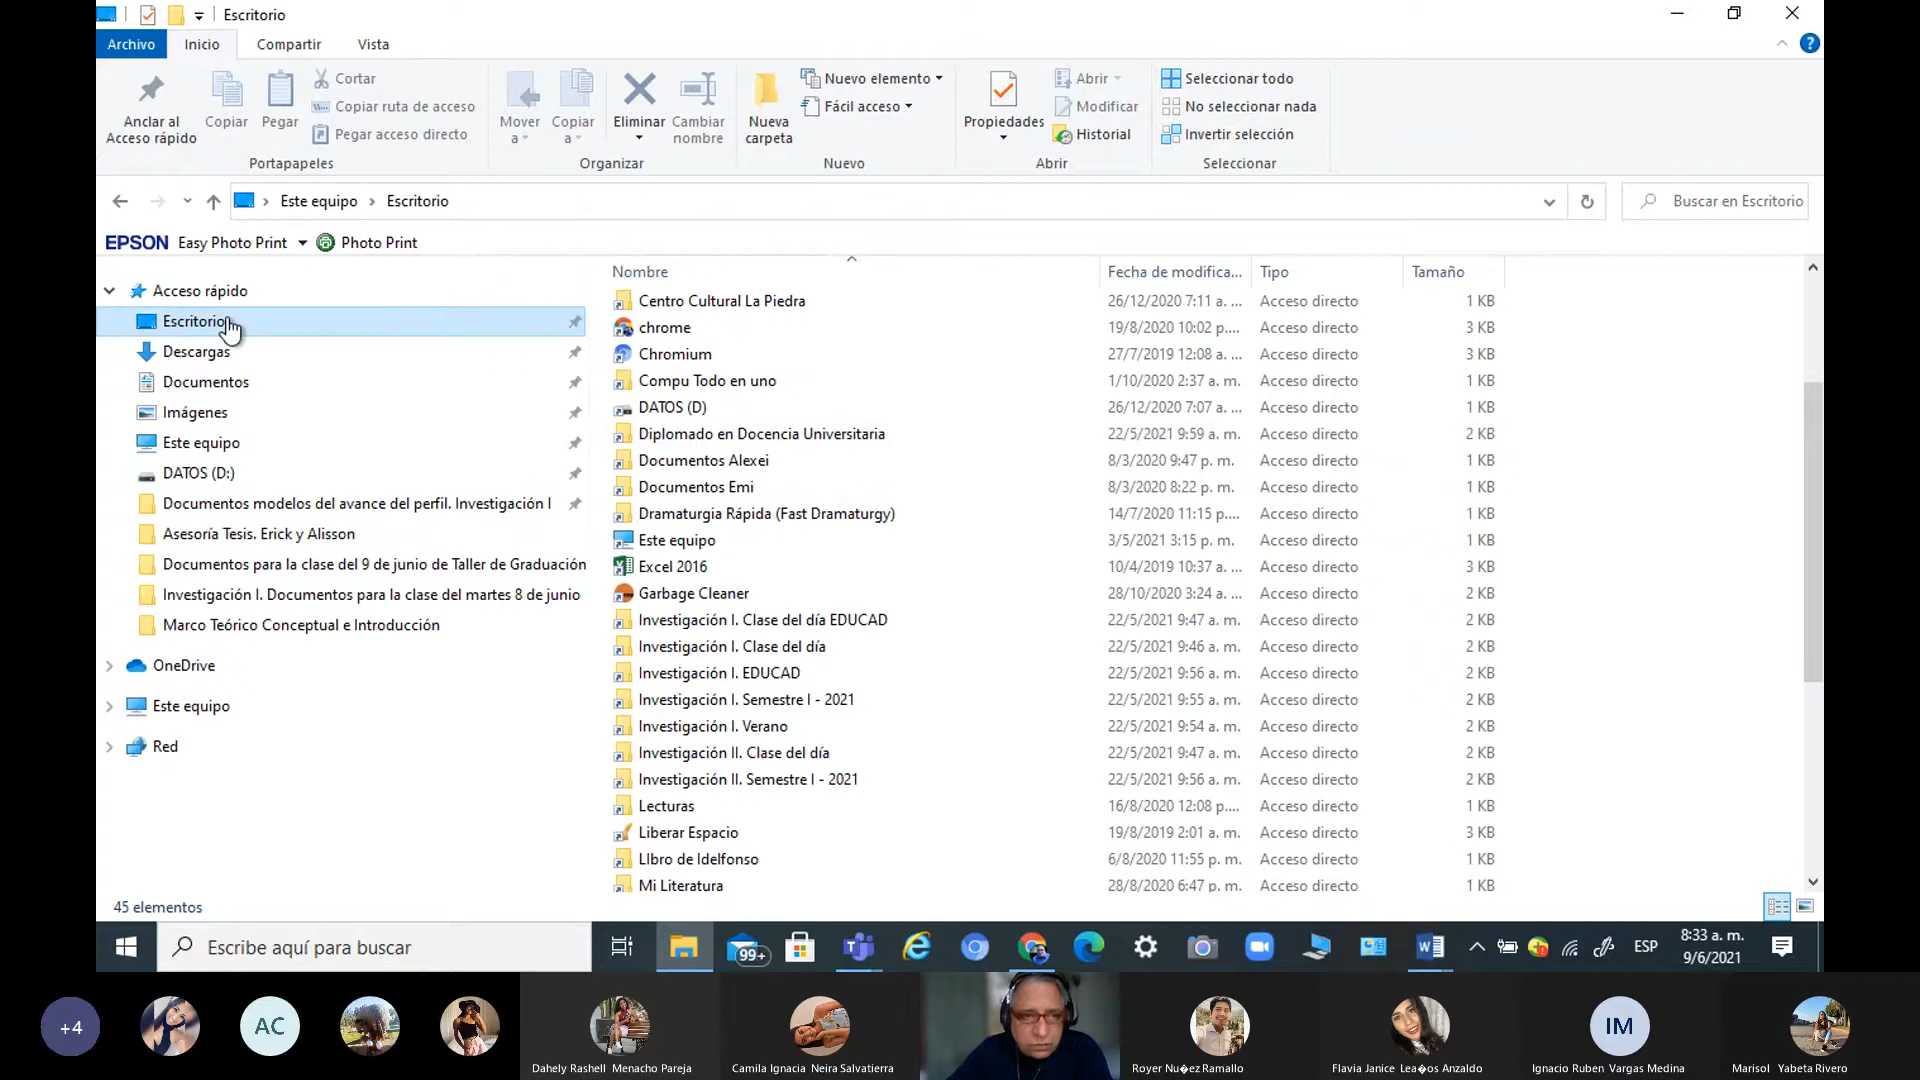 Escritorio
Archivo Inicio Compartir Vista
Anclar al Acceso rápido
Copiar
Pegar
Cortar
Copiar ruta de acceso
Pegar acceso directo
Portapapeles
Mover a
Copiar a
Eliminar
Cambiar nombre
Organizar
Nueva carpeta
Nuevo elemento
Fácil acceso
Nuevo
Propiedades
Abrir
Modificar
Historial
Abrir
Seleccionar todo
No seleccionar nada
Invertir selección
Seleccionar
Este equipo › Escritorio
Buscar en Escritorio
EPSON Easy Photo Print Photo Print
Acceso rápido
Escritorio
Descargas
Documentos
Imágenes
Este equipo
DATOS (D:)
Documentos modelos del avance del perfil. Investigación I
Asesoría Tesis. Erick y Alisson
Documentos para la clase del 9 de junio de Taller de Graduación
Investigación I. Documentos para la clase del martes 8 de junio
Marco Teórico Conceptual e Introducción
OneDrive
Este equipo
Red
Nombre Fecha de modifica... Tipo Tamaño
Centro Cultural La Piedra 26/12/2020 7:11 a. ... Acceso directo 1 KB
chrome 19/8/2020 10:02 p.... Acceso directo 3 KB
Chromium 27/7/2019 12:08 a. ... Acceso directo 3 KB
Compu Todo en uno 1/10/2020 2:37 a. m. Acceso directo 1 KB
DATOS (D) 26/12/2020 7:07 a. ... Acceso directo 1 KB
Diplomado en Docencia Universitaria 22/5/2021 9:59 a. m. Acceso directo 2 KB
Documentos Alexei 8/3/2020 9:47 p. m. Acceso directo 1 KB
Documentos Emi 8/3/2020 8:22 p. m. Acceso directo 1 KB
Dramaturgia Rápida (Fast Dramaturgy) 14/7/2020 11:15 p.... Acceso directo 1 KB
Este equipo 3/5/2021 3:15 p. m. Acceso directo 1 KB
Excel 2016 10/4/2019 10:37 a. ... Acceso directo 3 KB
Garbage Cleaner 28/10/2020 3:24 a. ... Acceso directo 2 KB
Investigación I. Clase del día EDUCAD 22/5/2021 9:47 a. m. Acceso directo 2 KB
Investigación I. Clase del día 22/5/2021 9:46 a. m. Acceso directo 2 KB
Investigación I. EDUCAD 22/5/2021 9:56 a. m. Acceso directo 2 KB
Investigación I. Semestre I - 2021 22/5/2021 9:55 a. m. Acceso directo 2 KB
Investigación I. Verano 22/5/2021 9:54 a. m. Acceso directo 2 KB
Investigación II. Clase del día 22/5/2021 9:47 a. m. Acceso directo 2 KB
Investigación II. Semestre I - 2021 22/5/2021 9:56 a. m. Acceso directo 2 KB
Lecturas 16/8/2020 12:08 p.... Acceso directo 1 KB
Liberar Espacio 19/8/2019 2:01 a. m. Acceso directo 3 KB
LIbro de Idelfonso 6/8/2020 11:55 p. m. Acceso directo 1 KB
Mi Literatura 28/8/2020 6:47 p. m. Acceso directo 1 KB
45 elementos
Escribe aquí para buscar
99+
ESP
8:33 a. m.
9/6/2021
+4
AC
IM
Dahely Rashell Menacho Pareja
Camila Ignacia Neira Salvatierra
Royer Nu�ez Ramallo
Flavia Janice Lea�os Anzaldo
Ignacio Ruben Vargas Medina
Marisol Yabeta Rivero